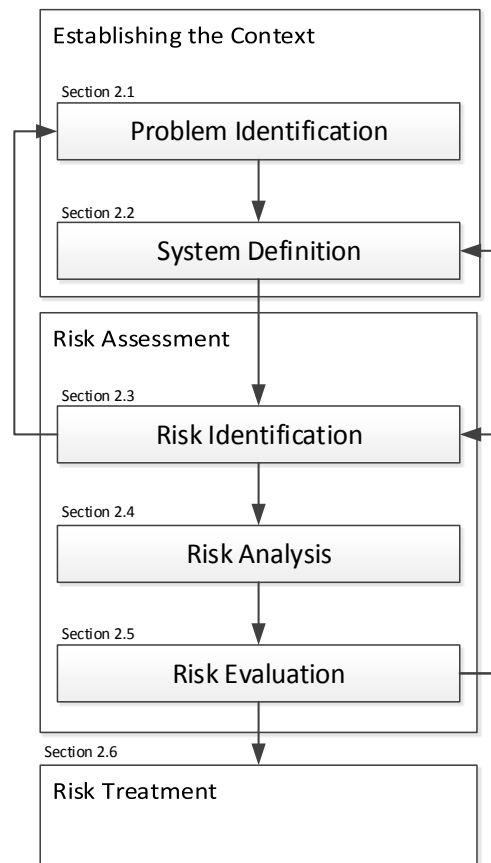 Establishing the Context
Section 2.1
Problem Identification
Section 2.2
System Definition
Risk Assessment
Section 2.3
Risk Identification
Section 2.4
Risk Analysis
Section 2.5
Risk Evaluation
Section 2.6
Risk Treatment